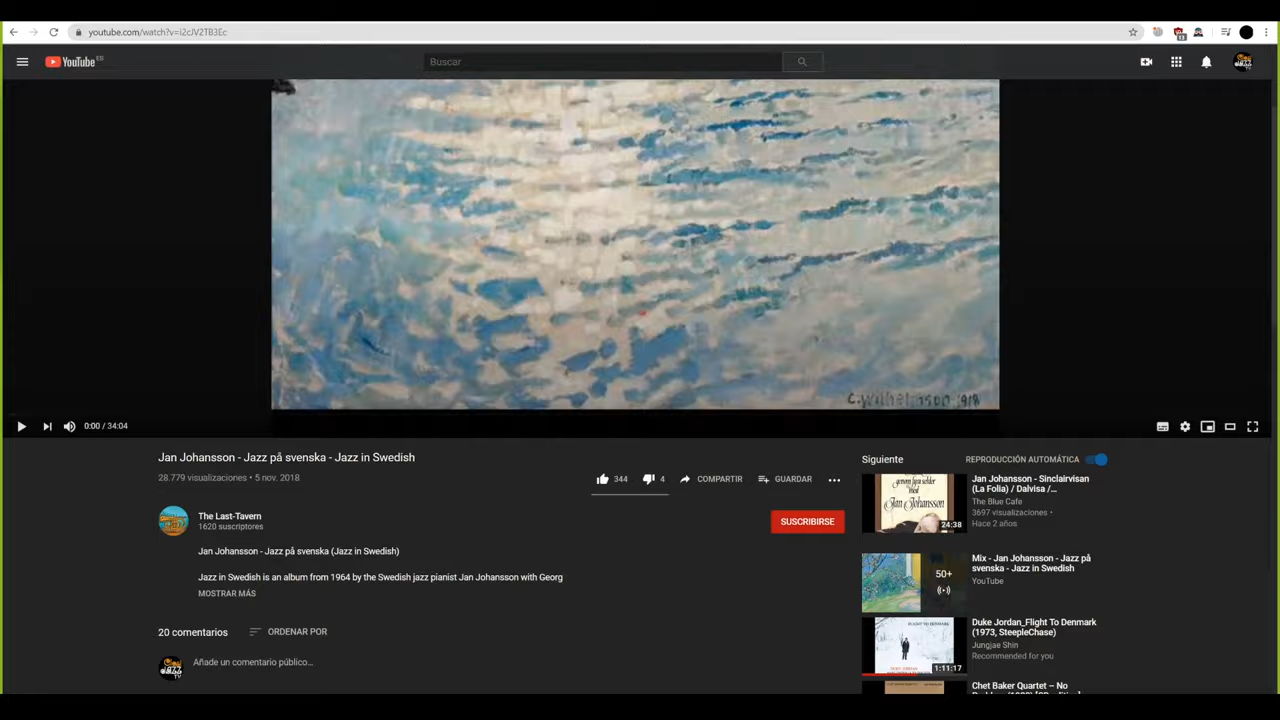 youtube.com/watch?v=i2cJV2TB3Ec
YouTube ES
Buscar
C. Wilhelmson 1918
0:00 / 34:04
Jan Johansson - Jazz på svenska - Jazz in Swedish
28.779 visualizaciones • 5 nov. 2018
344
4
COMPARTIR
GUARDAR
The Last-Tavern
1620 suscriptores
SUSCRIBIRSE
Jan Johansson - Jazz på svenska (Jazz in Swedish)
Jazz in Swedish is an album from 1964 by the Swedish jazz pianist Jan Johansson with Georg
MOSTRAR MÁS
20 comentarios
ORDENAR POR
Añade un comentario público...
Siguiente
REPRODUCCIÓN AUTOMÁTICA
Jan Johansson
24:38
Jan Johansson - Sinclairvisan
(La Folia) / Dalvisa /...
The Blue Cafe
3697 visualizaciones •
Hace 2 años
50+
Mix - Jan Johansson - Jazz på
svenska - Jazz in Swedish
YouTube
FLIGHT TO DENMARK
1:11:17
Duke Jordan_Flight To Denmark
(1973, SteepleChase)
Jungjae Shin
Recommended for you
Chet Baker Quartet – No